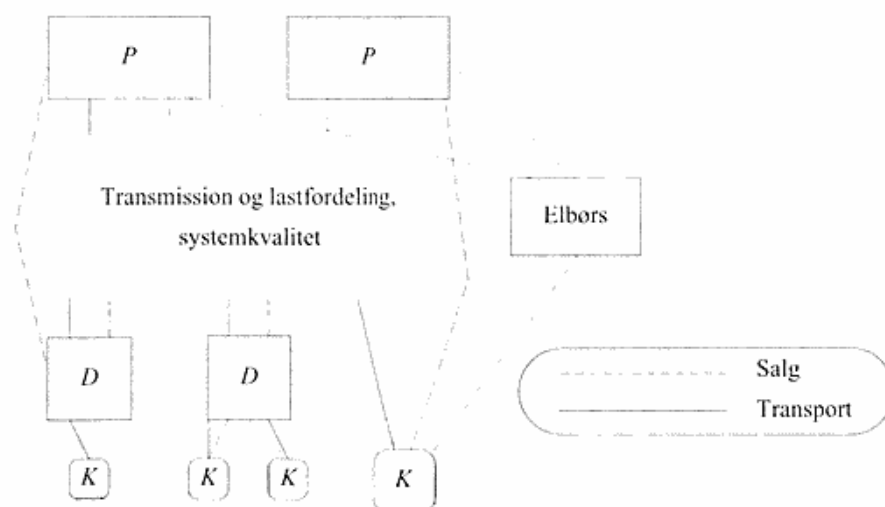 P
P
Transmission og lastfordeling,
systemkvalitet
Elbørs
D
D
Salg
Transport
K
K
K
K